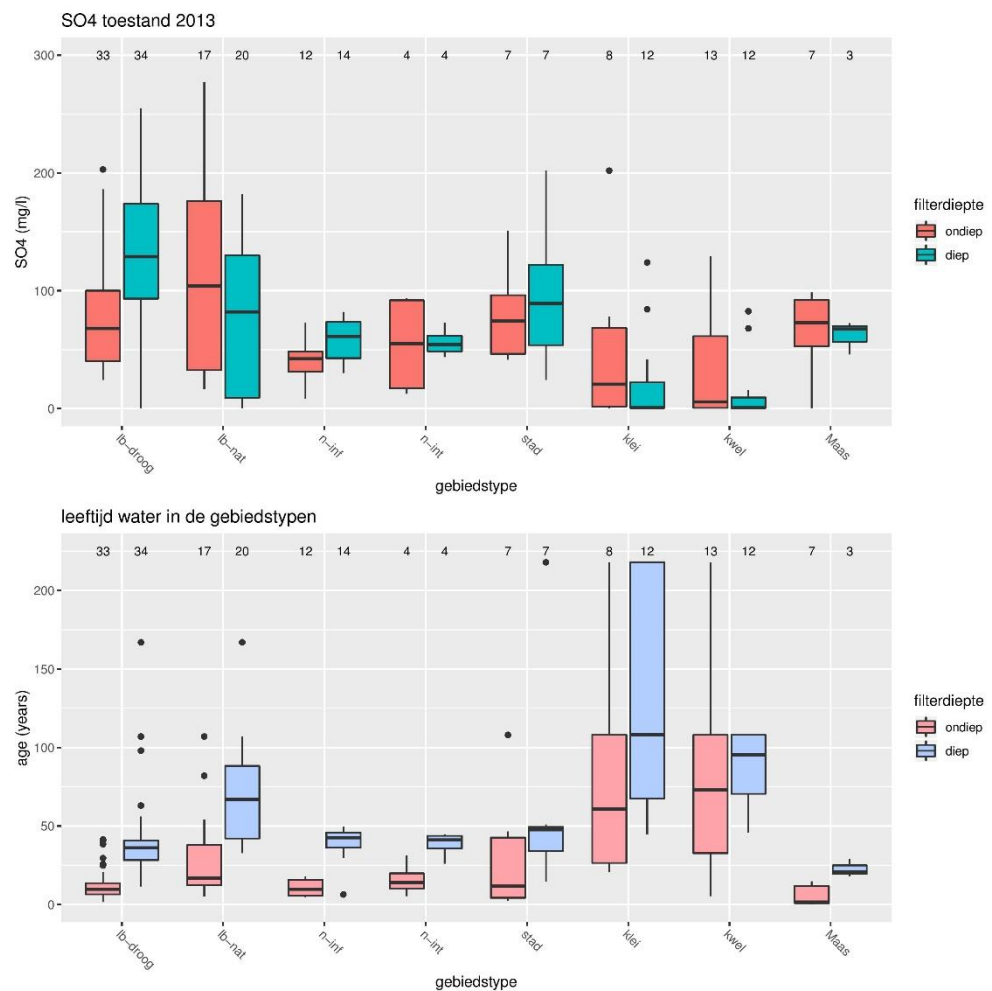 SO4 toestand 2013
33 34 17 20 12 14 4 4 7 7 8 12 13 12 7 3
300
200
100
0
SO4 (mg/l)
lb-droog lb-nat n-inf n-int stad klei kwel Maas
gebiedstype
filterdiepte
ondiep
diep
leeftijd water in de gebiedstypen
33 34 17 20 12 14 4 4 7 7 8 12 13 12 7 3
200
150
100
50
0
age (years)
lb-droog lb-nat n-inf n-int stad klei kwel Maas
gebiedstype
filterdiepte
ondiep
diep